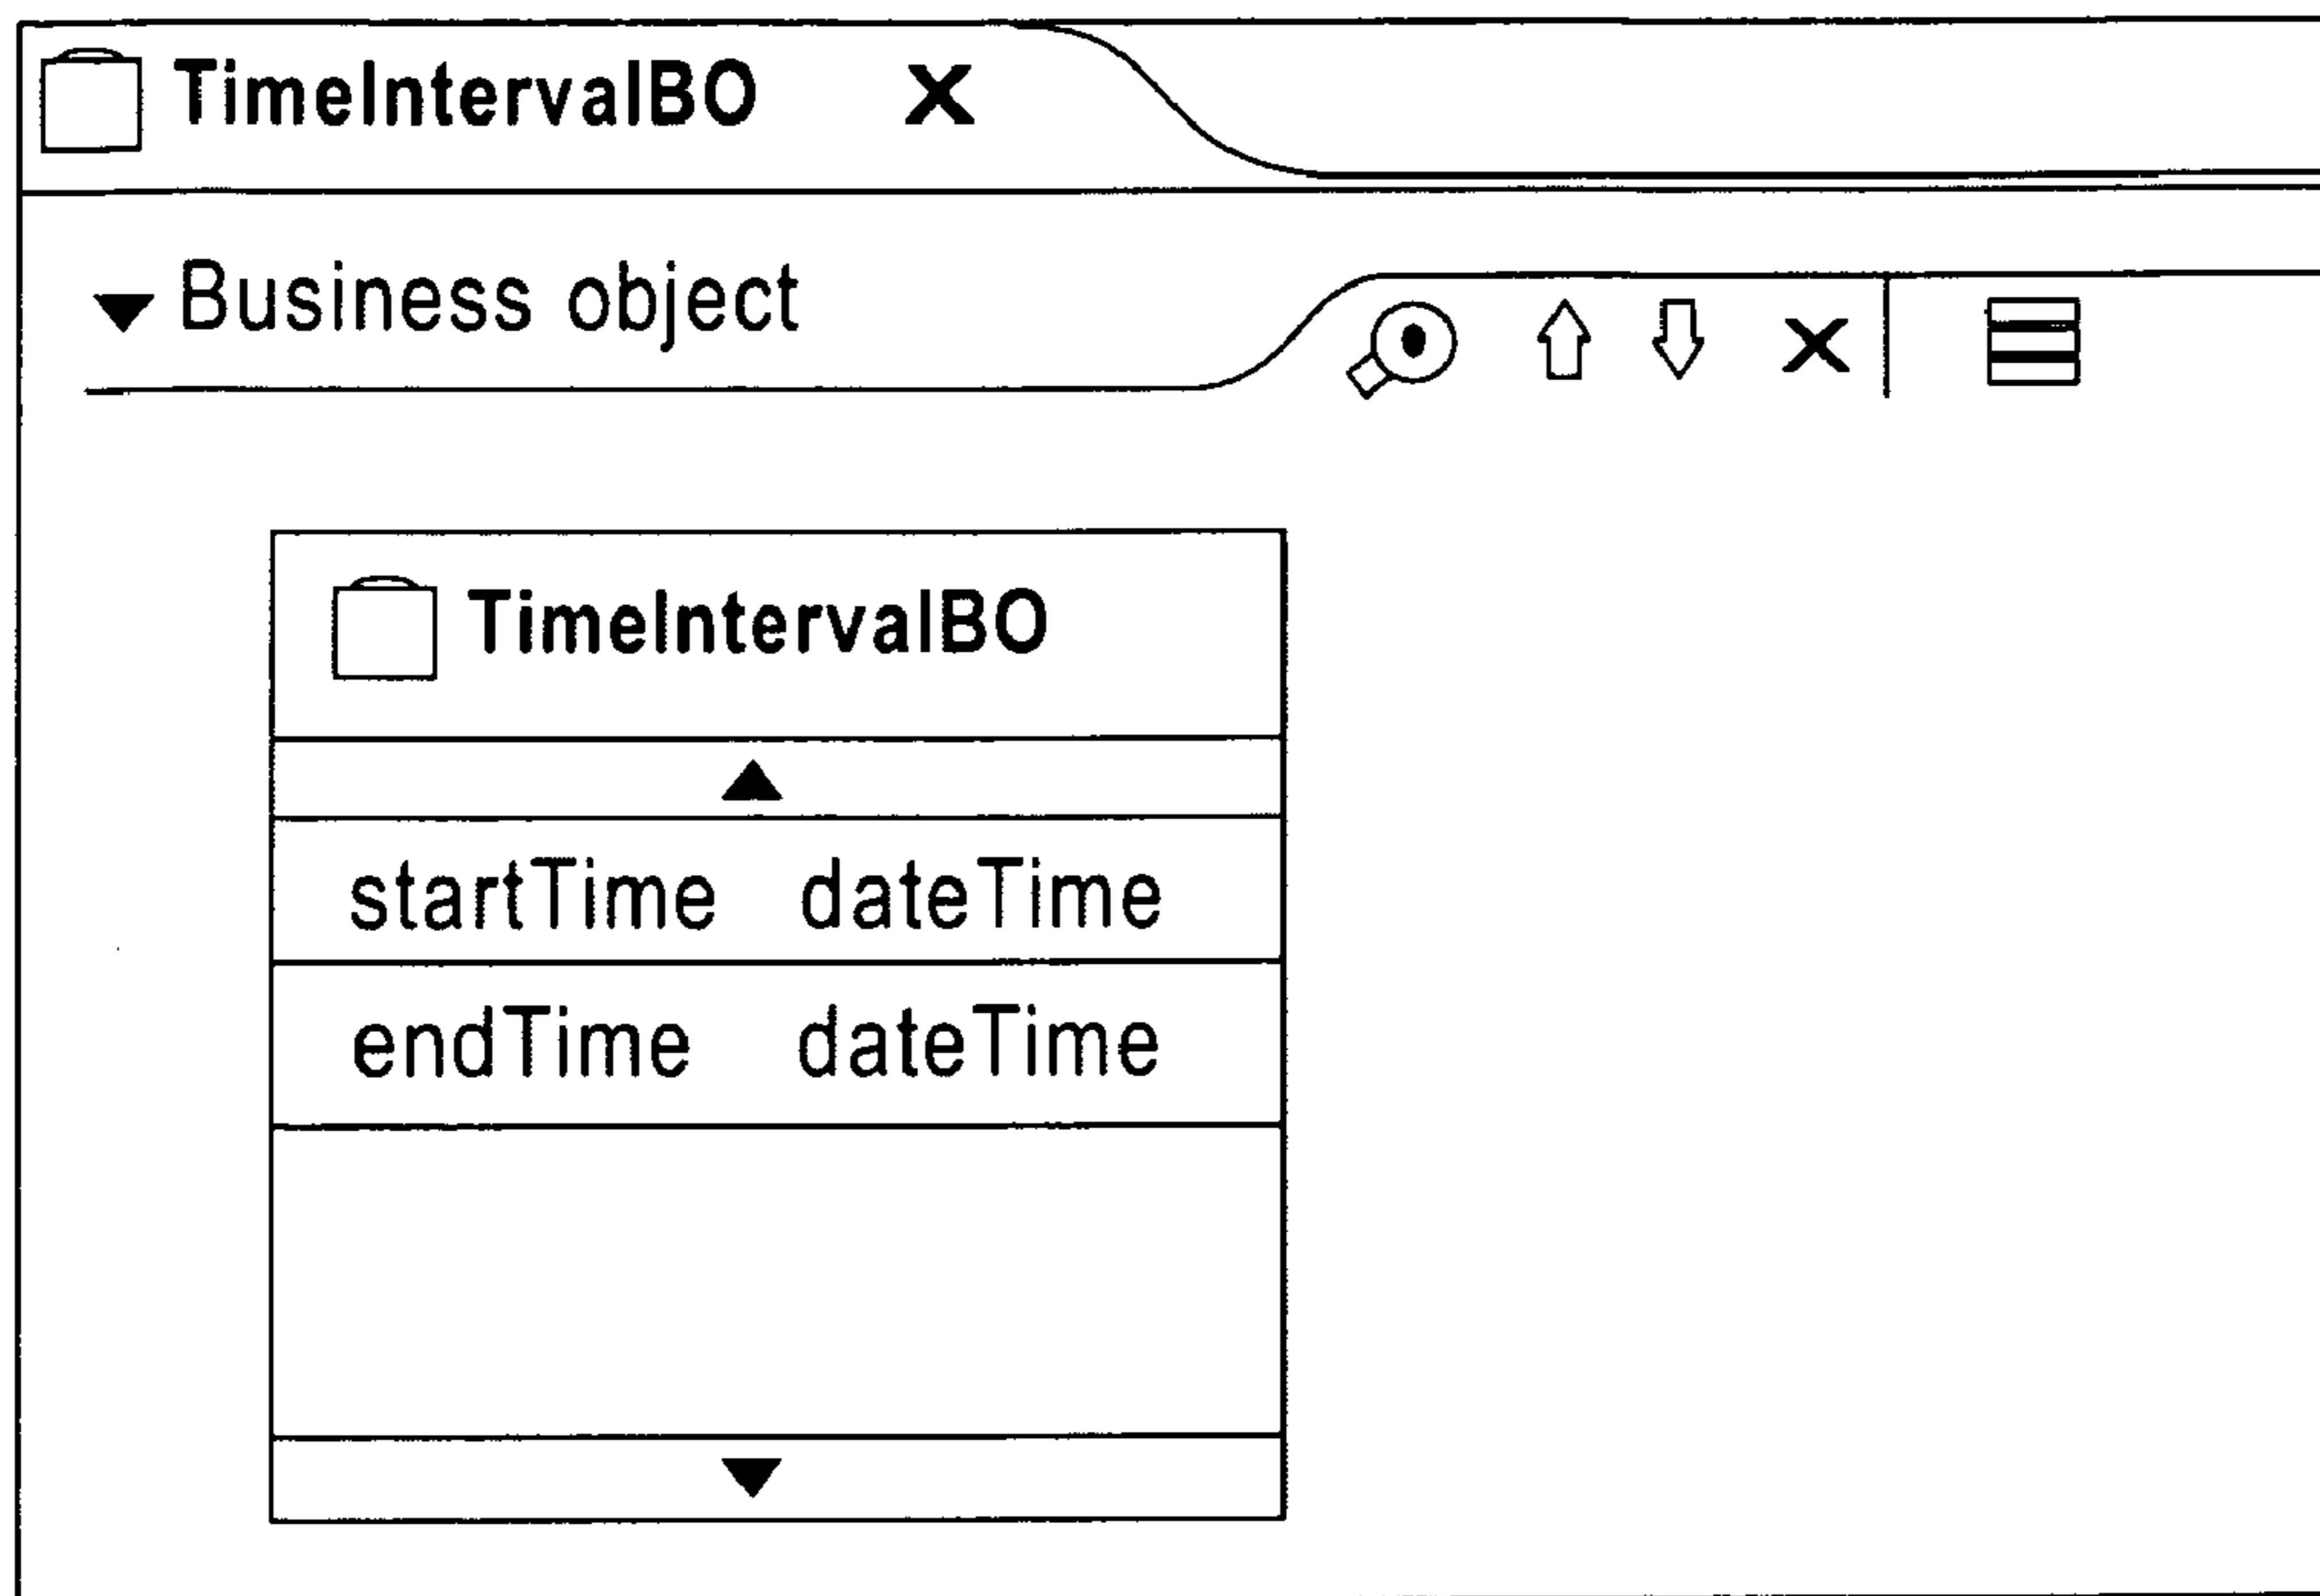 TimeIntervalBO X
Business object
TimeIntervalBO
startTime dateTime
endTime dateTime